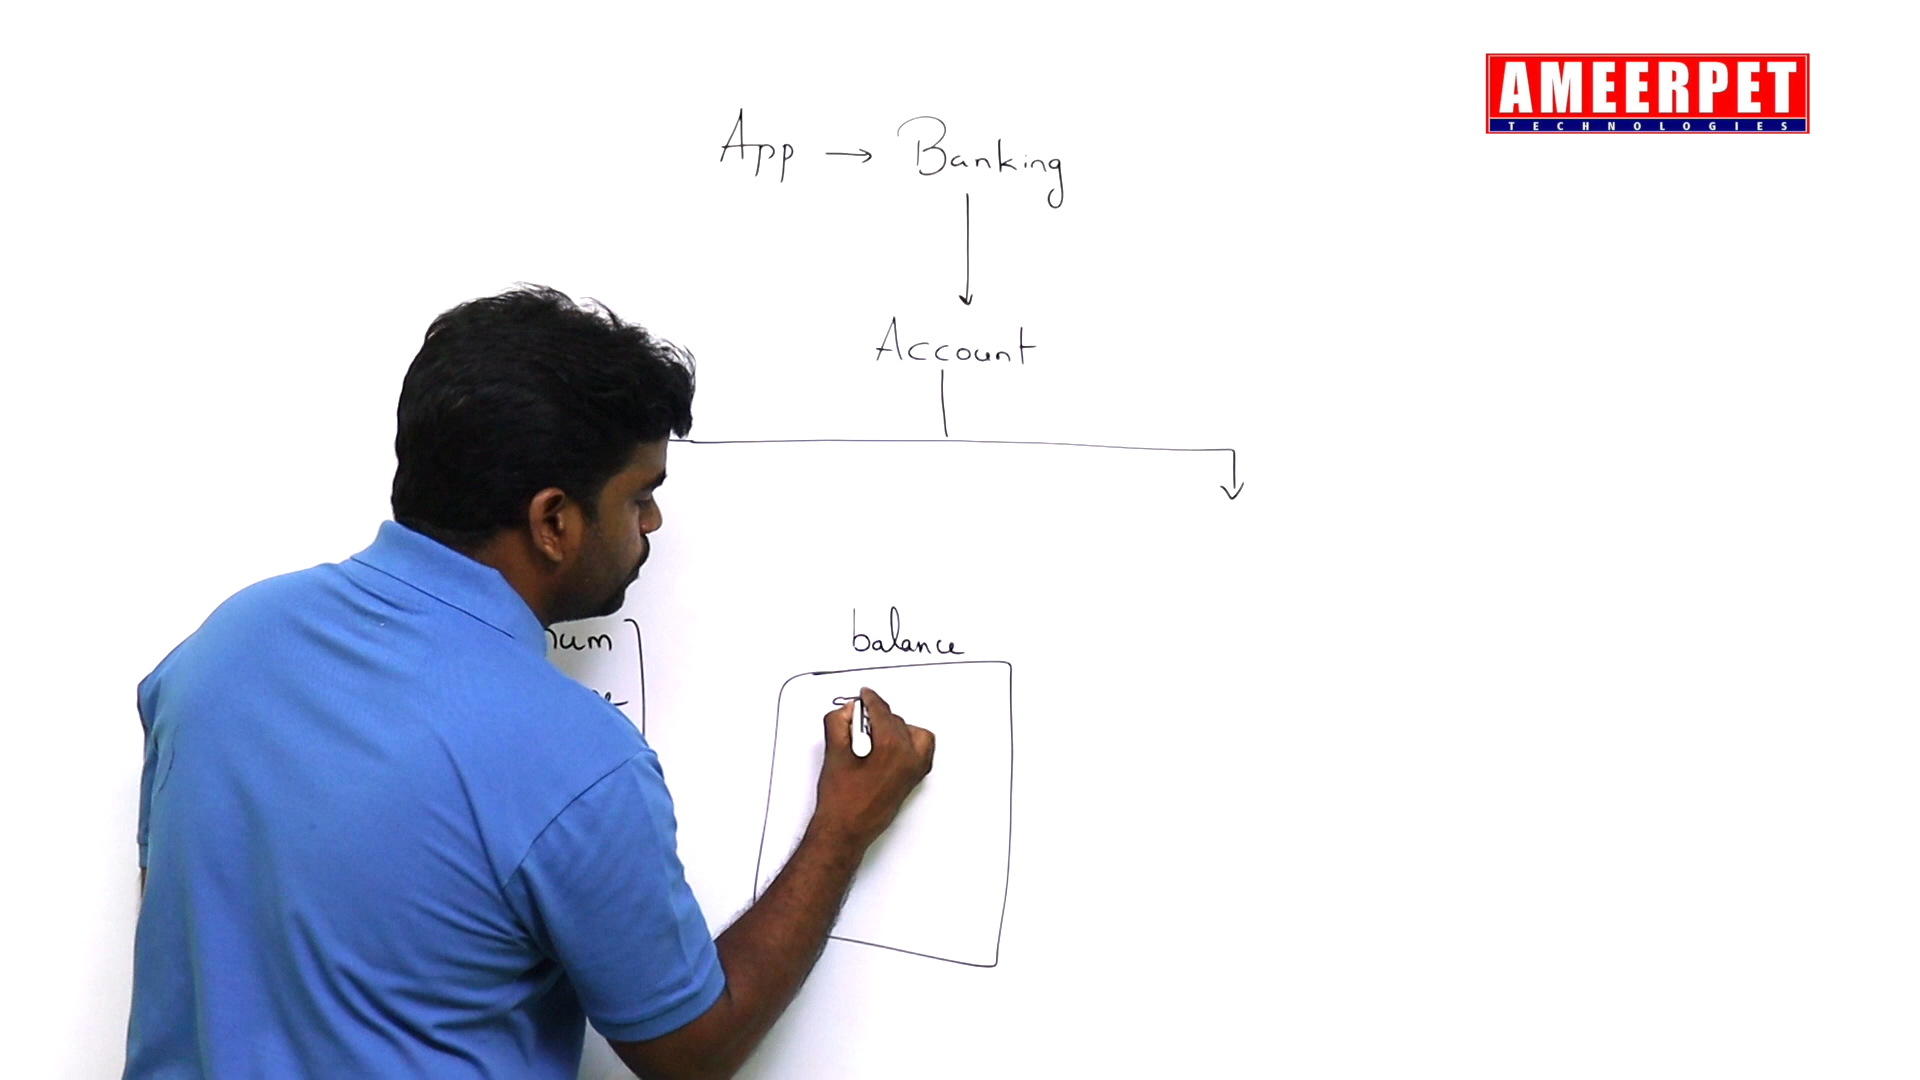 AMEERPET
TECHNOLOGIES
App → Banking
Account
balance